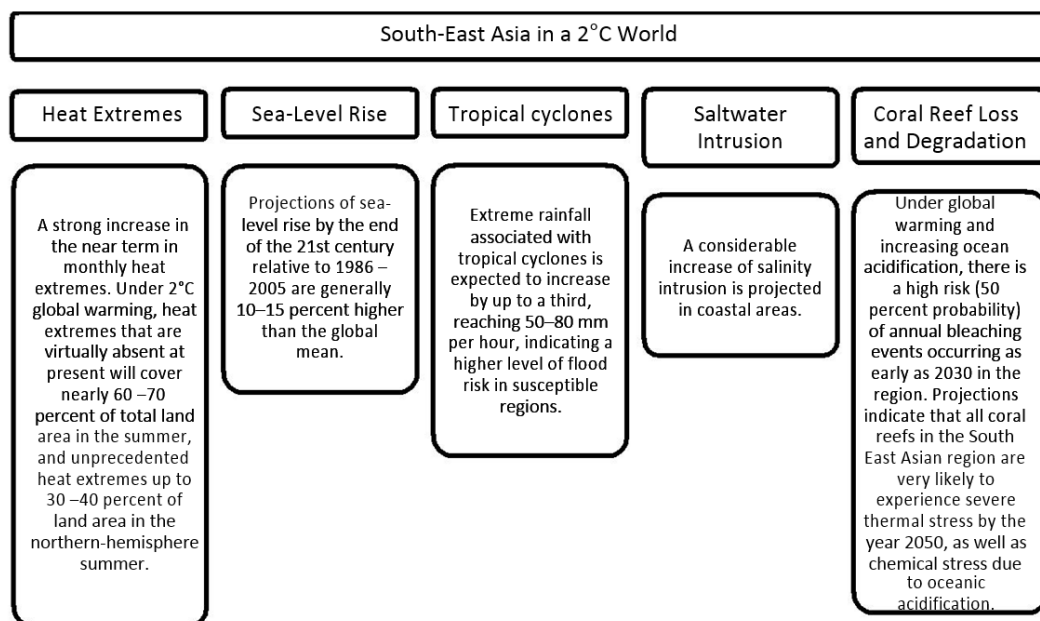 South-East Asia in a 2°C World
Heat Extremes
A strong increase in
the near term in
monthly heat
extremes. Under 2°C
global warming, heat
extremes that are
virtually absent at
present will cover
nearly 60 –70
percent of total land
area in the summer,
and unprecedented
heat extremes up to
30 –40 percent of
land area in the
northern-hemisphere
summer.
Sea-Level Rise
Projections of sea-
level rise by the end
of the 21st century
relative to 1986 –
2005 are generally
10–15 percent higher
than the global
mean.
Tropical cyclones
Extreme rainfall
associated with
tropical cyclones is
expected to increase
by up to a third,
reaching 50–80 mm
per hour, indicating a
higher level of flood
risk in susceptible
regions.
Saltwater
Intrusion
A considerable
increase of salinity
intrusion is projected
in coastal areas.
Coral Reef Loss
and Degradation
Under global
warming and
increasing ocean
acidification, there is
a high risk (50
percent probability)
of annual bleaching
events occurring as
early as 2030 in the
region. Projections
indicate that all coral
reefs in the South
East Asian region are
very likely to
experience severe
thermal stress by the
year 2050, as well as
chemical stress due
to oceanic
acidification.